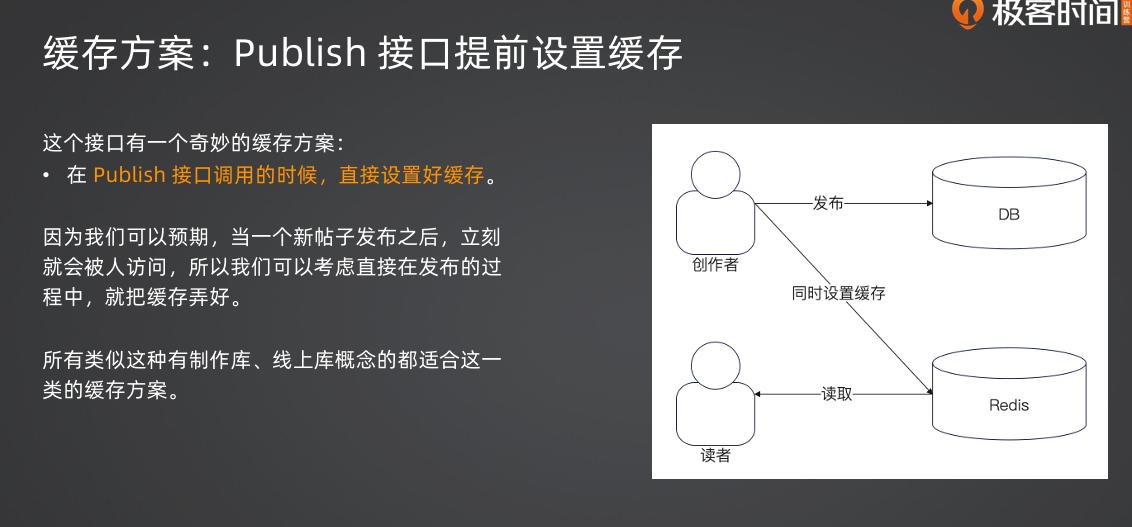 极客时间
训练营
缓存方案：Publish 接口提前设置缓存
这个接口有一个奇妙的缓存方案：
• 在 Publish 接口调用的时候，直接设置好缓存。
因为我们可以预期，当一个新帖子发布之后，立刻
就会被人访问，所以我们可以考虑直接在发布的过
程中，就把缓存弄好。
所有类似这种有制作库、线上库概念的都适合这一
类的缓存方案。
发布
DB
创作者
同时设置缓存
读取
Redis
读者